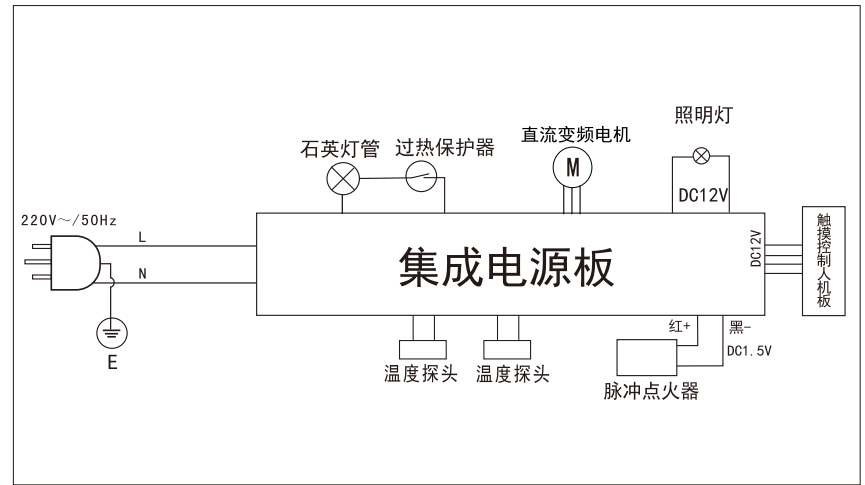 照明灯
直流变频电机
石英灯管 过热保护器
M
DC12V
220V～/50Hz
L
N
E
集成电源板
DC12V
触摸控制人机板
红+ 黑-
DC1.5V
温度探头 温度探头
脉冲点火器